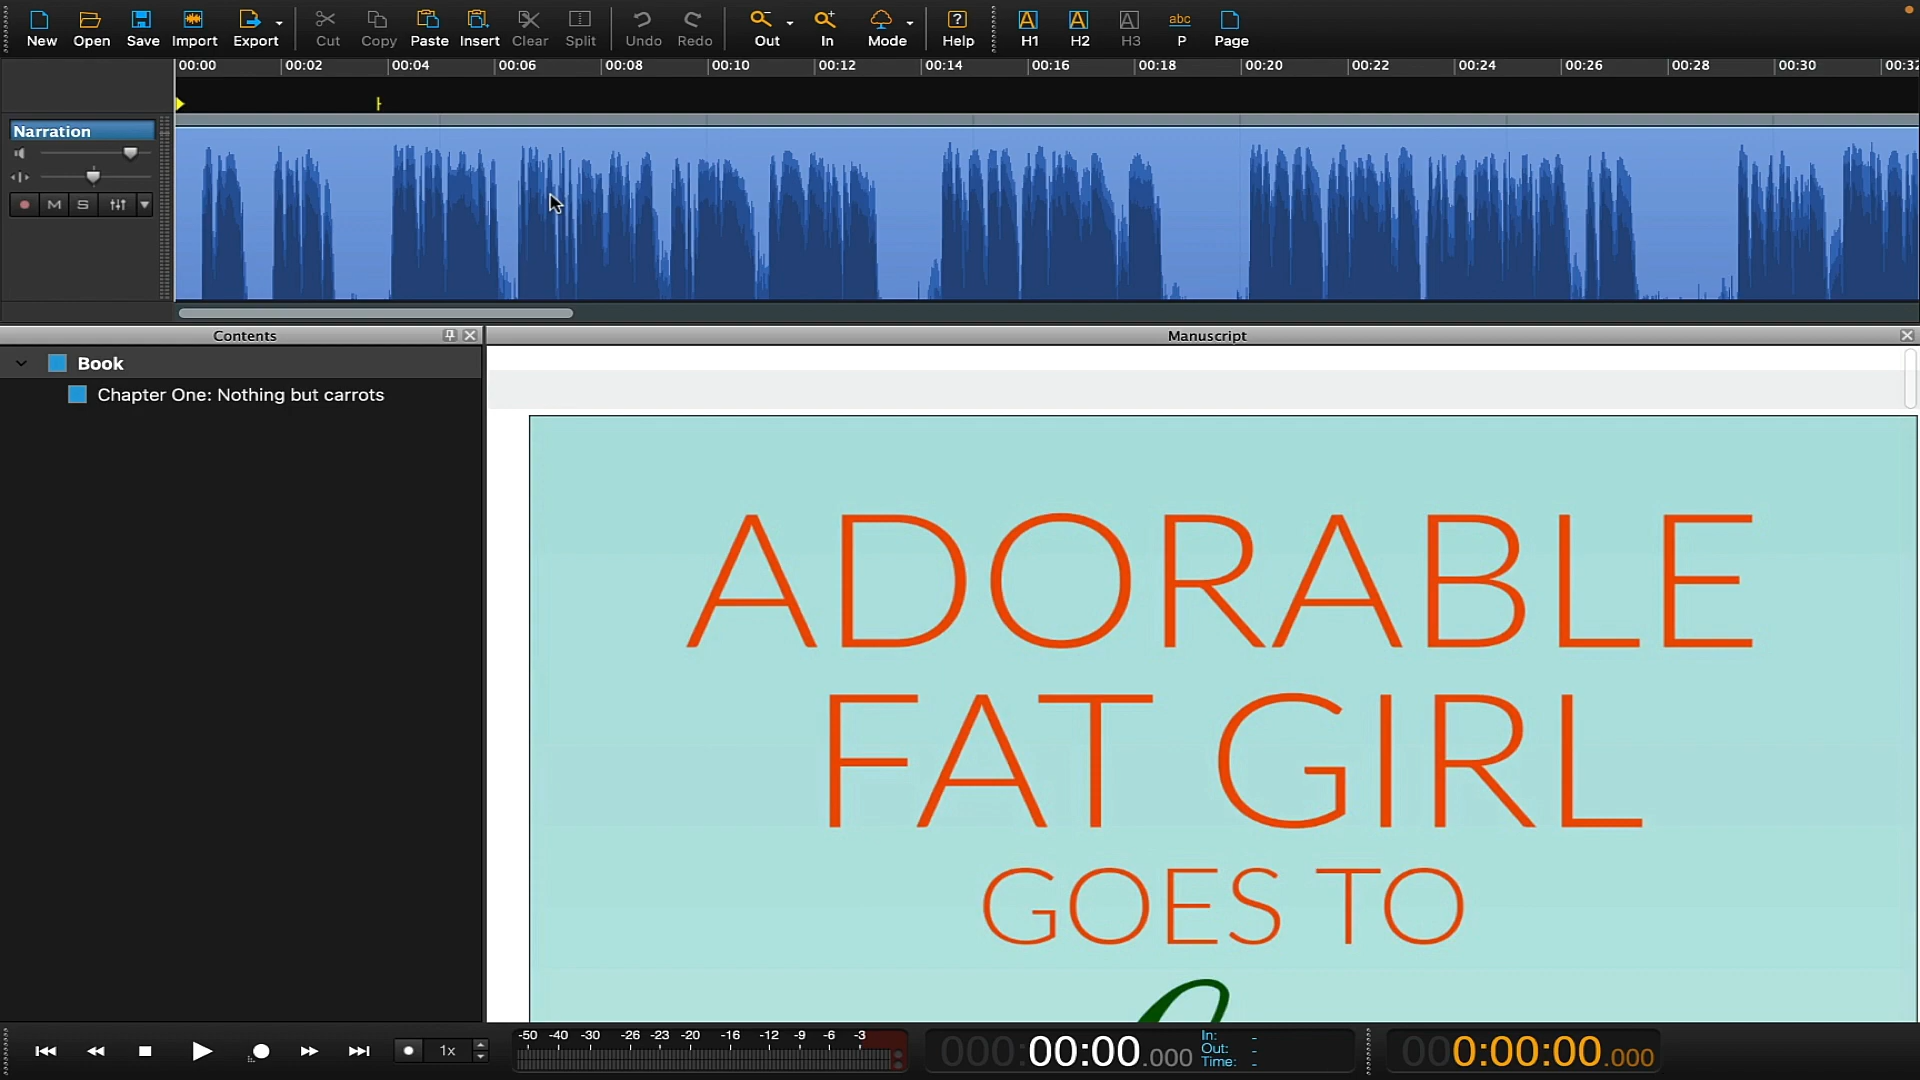 New Open Save Import Export Cut Copy Paste Insert Clear Split Undo Redo Out In Mode Help H1 H2 H3 P Page
abc
00:00 00:02 00:04 00:06 00:08 00:10 00:12 00:14 00:16 00:18 00:20 00:22 00:24 00:26 00:28 00:30 00:32
Narration
M S
Contents
Manuscript
Book
Chapter One: Nothing but carrots
ADORABLE
FAT GIRL
GOES TO
1x
-50 -40 -30 -26 -23 -20 -16 -12 -9 -6 -3
000:00:00.000
In: -
Out: -
Time: -
000:00:00.000